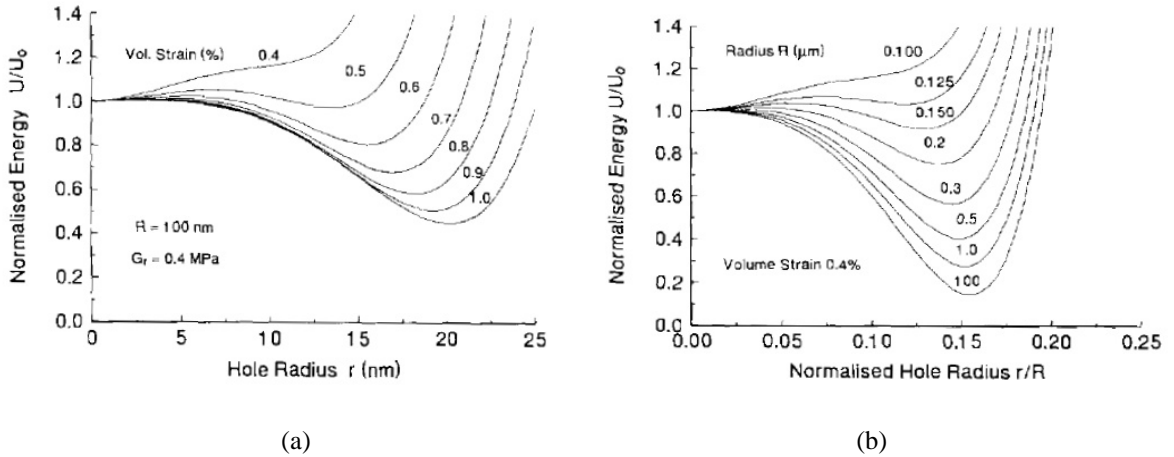 1.4
1.2
1.0
0.8
0.6
0.4
0.2
0.0
Normalised Energy U/U₀
Vol. Strain (%)
0.4
0.5
0.6
0.7
0.8
0.9
1.0
R = 100 nm
Gᵣ = 0.4 MPa
0 5 10 15 20 25
Hole Radius r (nm)
(a)
1.4
1.2
1.0
0.8
0.6
0.4
0.2
0.0
Normalised Energy U/U₀
Radius R (μm)
0.100
0.125
0.150
0.2
0.3
0.5
1.0
100
Volume Strain 0.4%
0.00 0.05 0.10 0.15 0.20 0.25
Normalised Hole Radius r/R
(b)